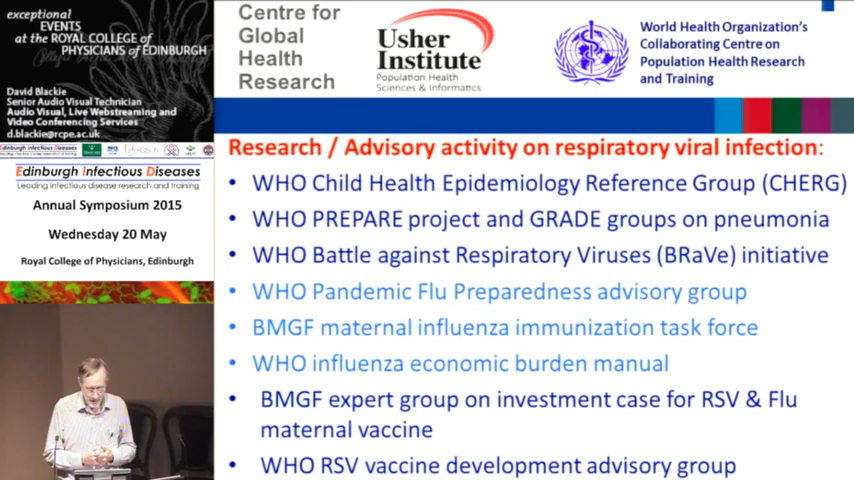 exceptional
EVENTS
at the ROYAL COLLEGE of
PHYSICIANS of EDINBURGH
David Blackie
Senior Audio Visual Technician
Audio Visual, Live Webstreaming and
Video Conferencing Services
d.blackie@rcpe.ac.uk
Edinburgh Infectious Diseases
Leading infectious disease research and training
Annual Symposium 2015
Wednesday 20 May
Royal College of Physicians, Edinburgh
Centre for
Global
Health
Research
Usher
Institute
Population Health
Sciences & Informatics
World Health Organization's
Collaborating Centre on
Population Health Research
and Training
Research / Advisory activity on respiratory viral infection:
• WHO Child Health Epidemiology Reference Group (CHERG)
• WHO PREPARE project and GRADE groups on pneumonia
• WHO Battle against Respiratory Viruses (BRaVe) initiative
• WHO Pandemic Flu Preparedness advisory group
• BMGF maternal influenza immunization task force
• WHO influenza economic burden manual
• BMGF expert group on investment case for RSV & Flu
maternal vaccine
• WHO RSV vaccine development advisory group